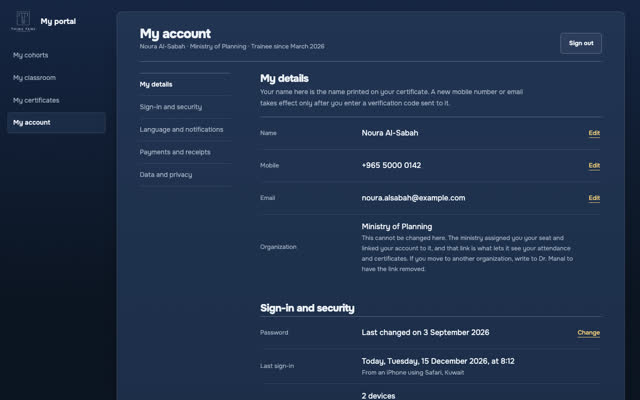 THINK TANK
My portal
My cohorts
My classroom
My certificates
My account
My account
Noura Al-Sabah · Ministry of Planning · Trainee since March 2026
Sign out
My details
Sign-in and security
Language and notifications
Payments and receipts
Data and privacy
My details
Your name here is the name printed on your certificate. A new mobile number or email
takes effect only after you enter a verification code sent to it.
Name
Noura Al-Sabah
Edit
Mobile
+965 5000 0142
Edit
Email
noura.alsabah@example.com
Edit
Organization
Ministry of Planning
This cannot be changed here. The ministry assigned you your seat and
linked your account to it, and that link is what lets it see your attendance
and certificates. If you move to another organization, write to Dr. Manal to
have the link removed.
Sign-in and security
Password
Last changed on 3 September 2026
Change
Last sign-in
Today, Tuesday, 15 December 2026, at 8:12
From an iPhone using Safari, Kuwait
2 devices